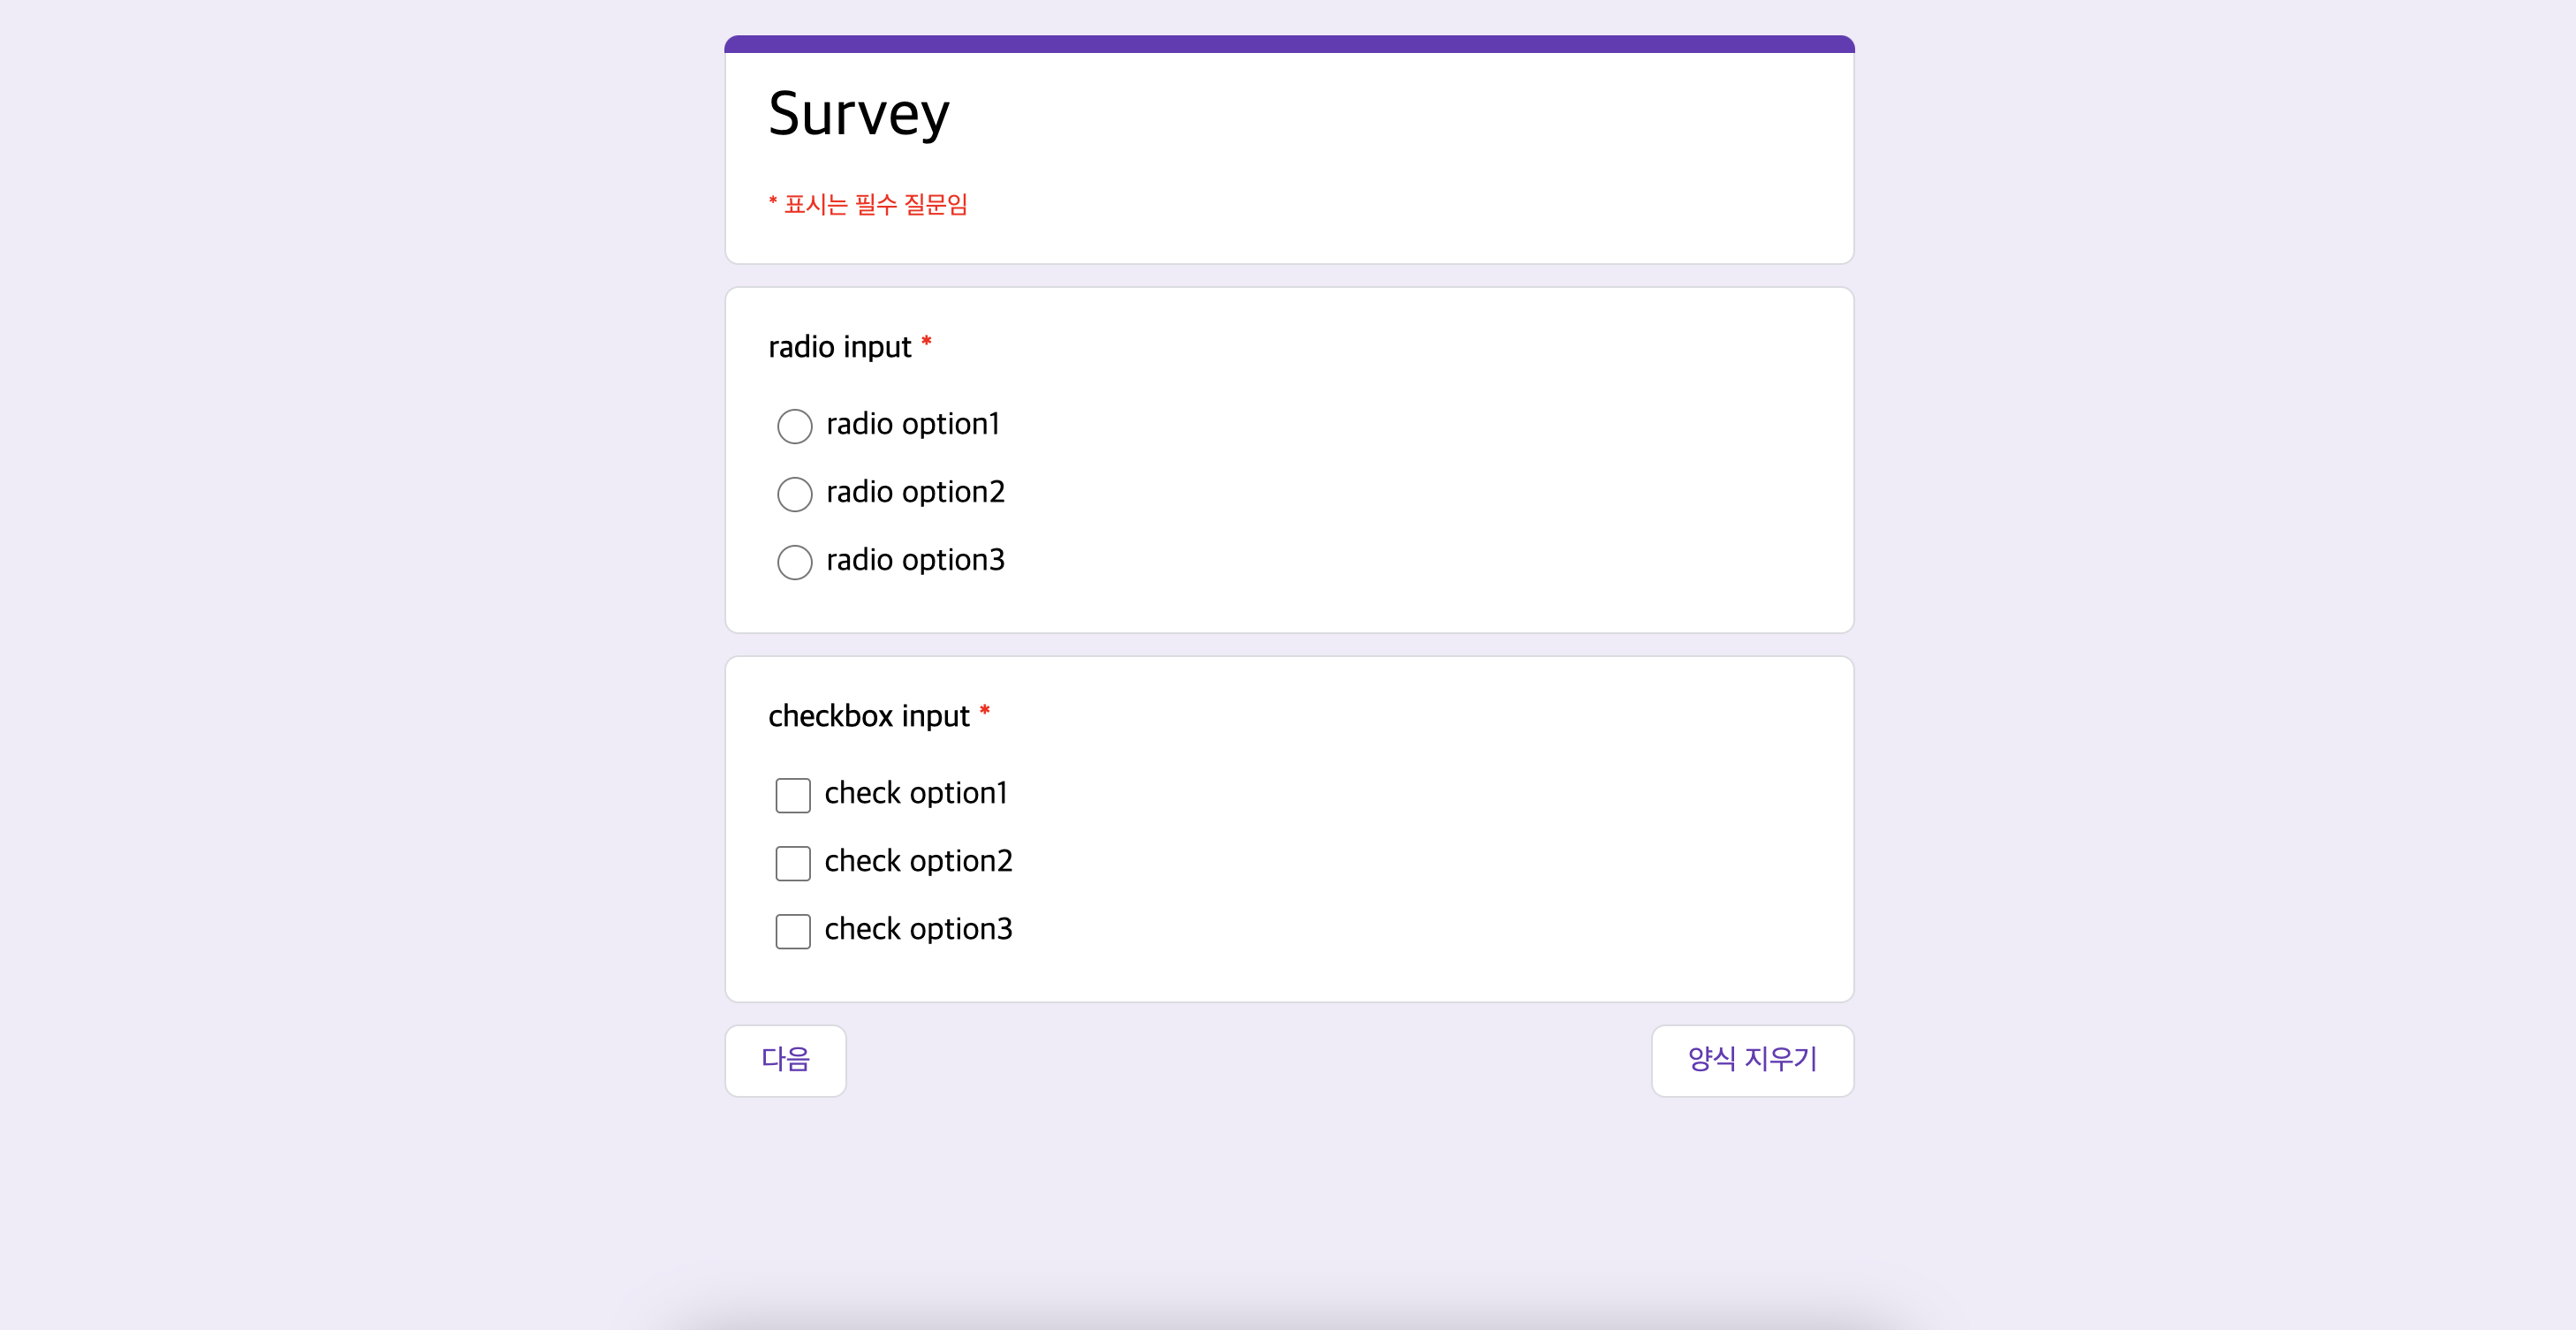 Survey
* 표시는 필수 질문임
radio input *
radio option1
radio option2
radio option3
checkbox input *
check option1
check option2
check option3
다음
양식 지우기